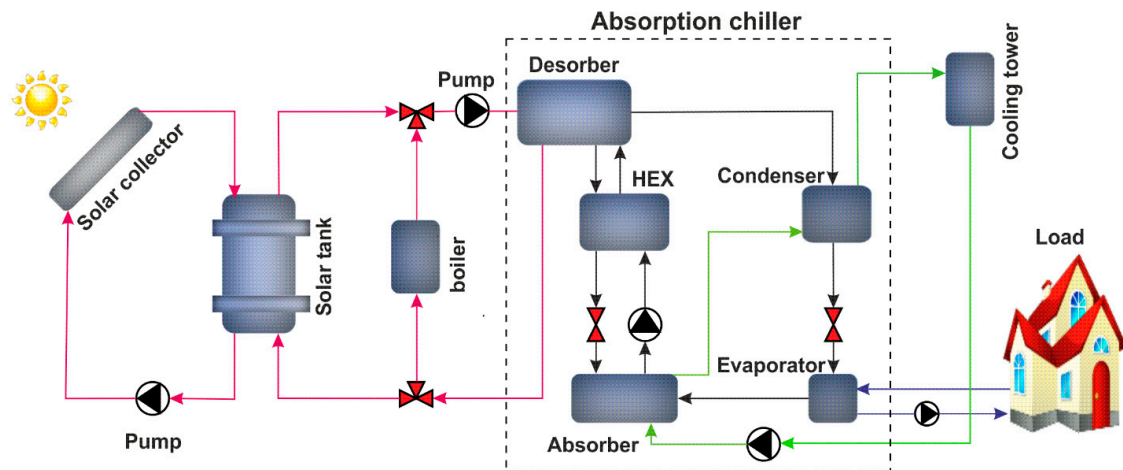 Absorption chiller
Desorber
Pump
Cooling tower
Solar collector
HEX
Condenser
Load
Solar tank
boiler
Evaporator
Pump
Absorber